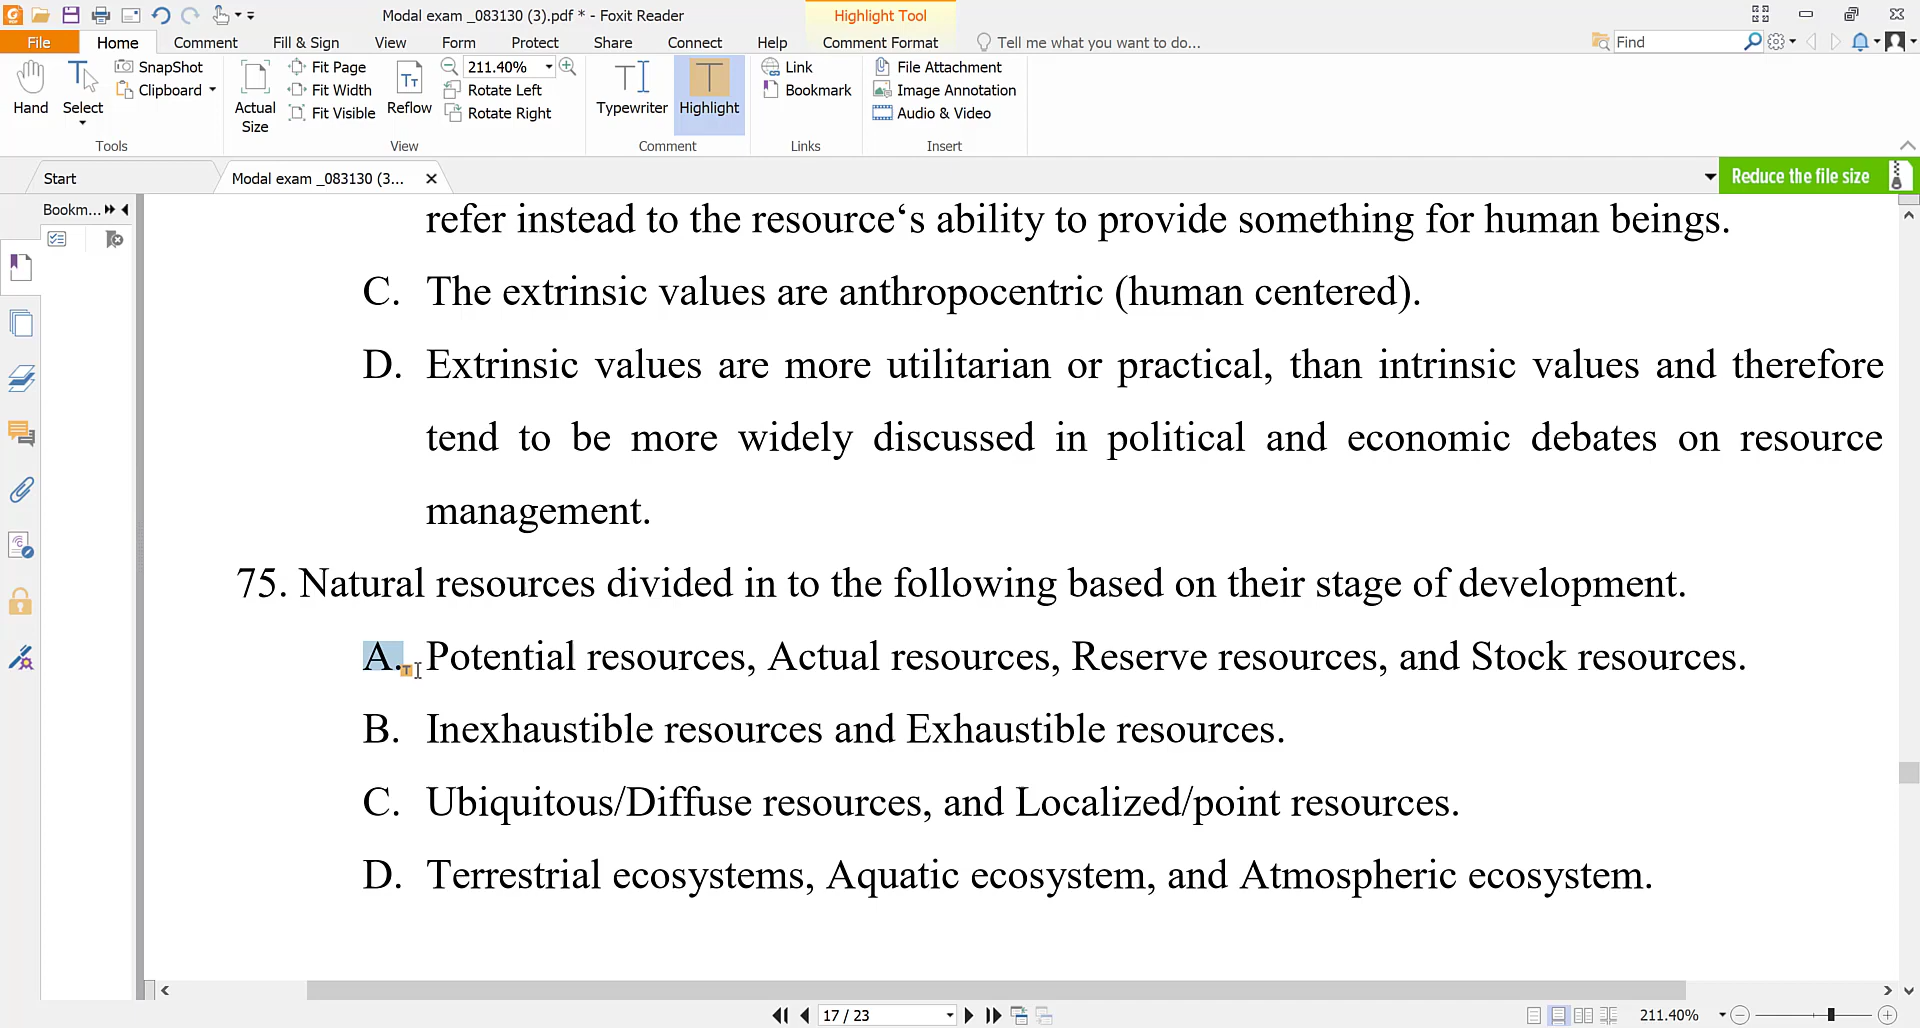 Modal exam _083130 (3).pdf * - Foxit Reader
Highlight Tool
File Home Comment Fill & Sign View Form Protect Share Connect Help Comment Format Tell me what you want to do... Find
Hand
Select
SnapShot
Clipboard
Tools
Actual Size
Fit Page
Fit Width
Fit Visible
Reflow
211.40%
Rotate Left
Rotate Right
View
Typewriter
Highlight
Comment
Link
Bookmark
Links
File Attachment
Image Annotation
Audio & Video
Insert
Start
Modal exam _083130 (3...
Reduce the file size
Bookm...
refer instead to the resource‘s ability to provide something for human beings.
C. The extrinsic values are anthropocentric (human centered).
D. Extrinsic values are more utilitarian or practical, than intrinsic values and therefore
tend to be more widely discussed in political and economic debates on resource
management.
75. Natural resources divided in to the following based on their stage of development.
A. Potential resources, Actual resources, Reserve resources, and Stock resources.
B. Inexhaustible resources and Exhaustible resources.
C. Ubiquitous/Diffuse resources, and Localized/point resources.
D. Terrestrial ecosystems, Aquatic ecosystem, and Atmospheric ecosystem.
17 / 23
211.40%